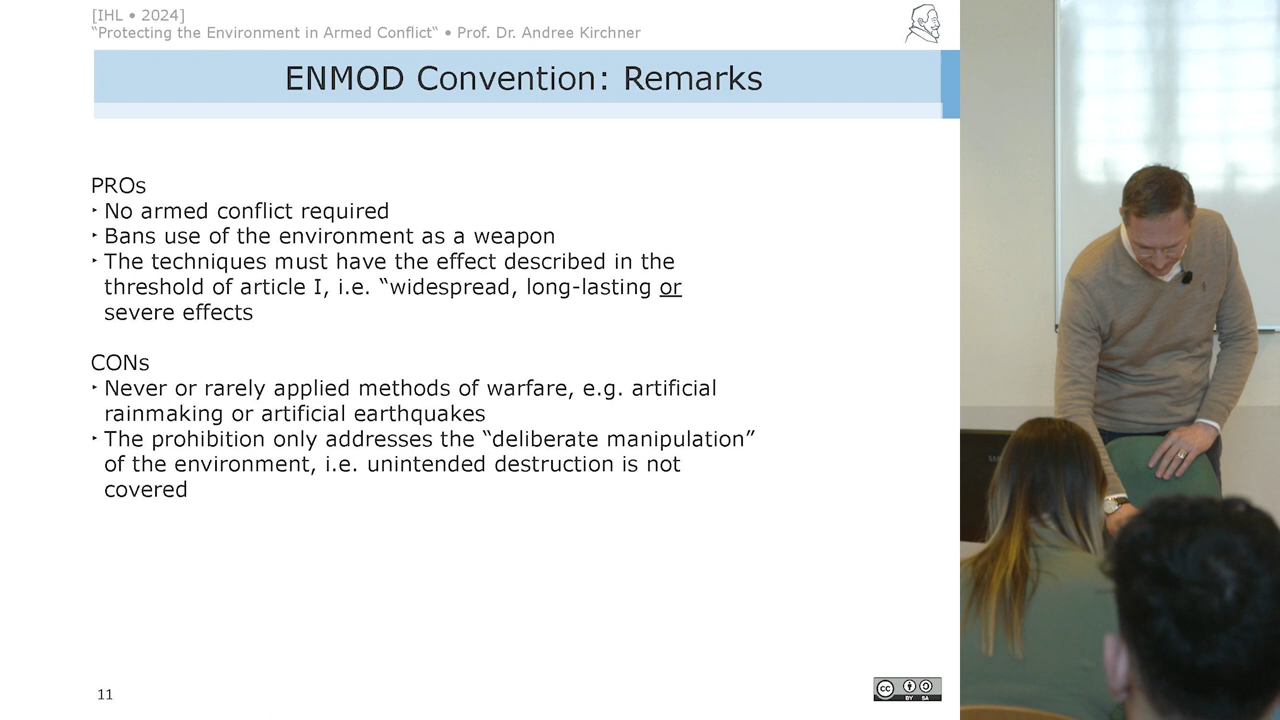 [IHL • 2024]
“Protecting the Environment in Armed Conflict“ • Prof. Dr. Andree Kirchner
ENMOD Convention: Remarks
PROs
‣ No armed conflict required
‣ Bans use of the environment as a weapon
‣ The techniques must have the effect described in the
threshold of article I, i.e. “widespread, long-lasting or
severe effects
CONs
‣ Never or rarely applied methods of warfare, e.g. artificial
rainmaking or artificial earthquakes
‣ The prohibition only addresses the “deliberate manipulation”
of the environment, i.e. unintended destruction is not
covered
11
cc
BY SA